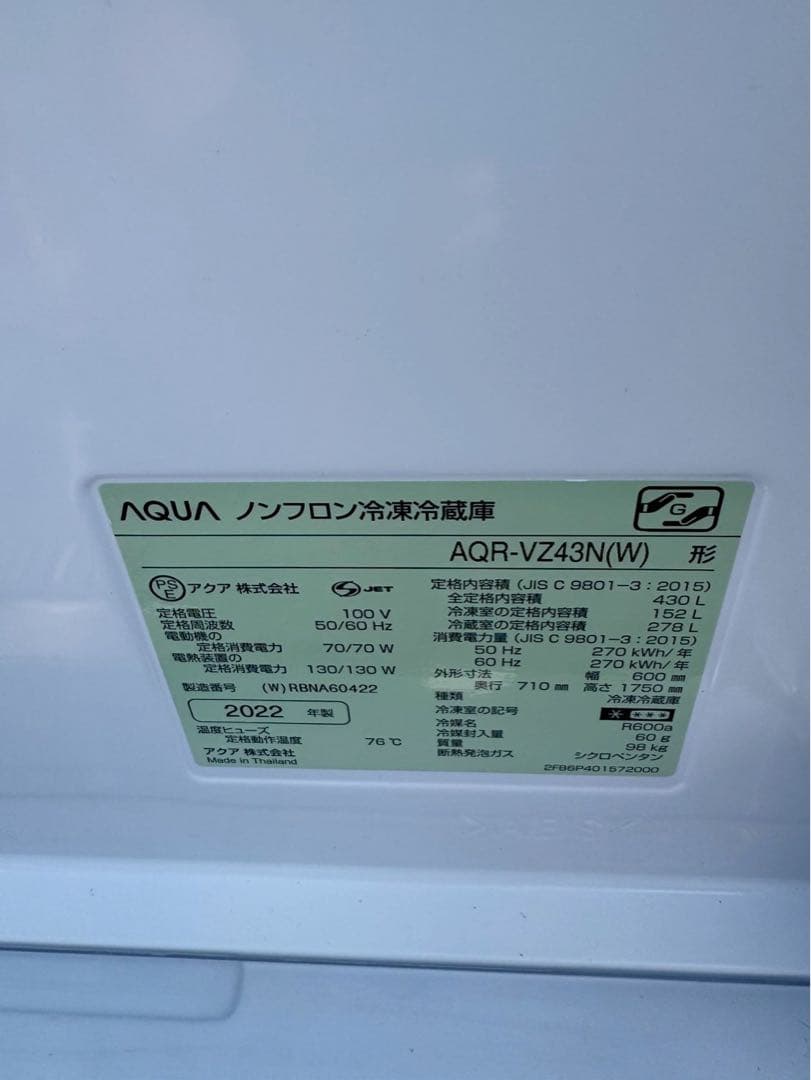 AQUA ノンフロン冷凍冷蔵庫
G
AQR-VZ43N(W) 形
PSE アクア 株式会社 JET
定格電圧 100 V
定格周波数 50/60 Hz
電動機の
定格消費電力 70/70 W
電熱装置の
定格消費電力 130/130 W
製造番号 (W) RBNA60422
2022 年製
温度ヒューズ
定格動作温度 76 ℃
アクア 株式会社
Made in Thailand
定格内容積 (JIS C 9801-3:2015)
全定格内容積 430 L
冷凍室の定格内容積 152 L
冷蔵室の定格内容積 278 L
消費電力量 (JIS C 9801-3:2015)
50 Hz 270 kWh/年
60 Hz 270 kWh/年
外形寸法 幅 600 ㎜
奥行 710 ㎜ 高さ 1750 ㎜
種類 冷凍冷蔵庫
冷凍室の記号 * ***
冷媒名 R600a
冷媒封入量 60 g
質量 98 kg
断熱発泡ガス シクロペンタン
2FB6P401572000
>ABS<